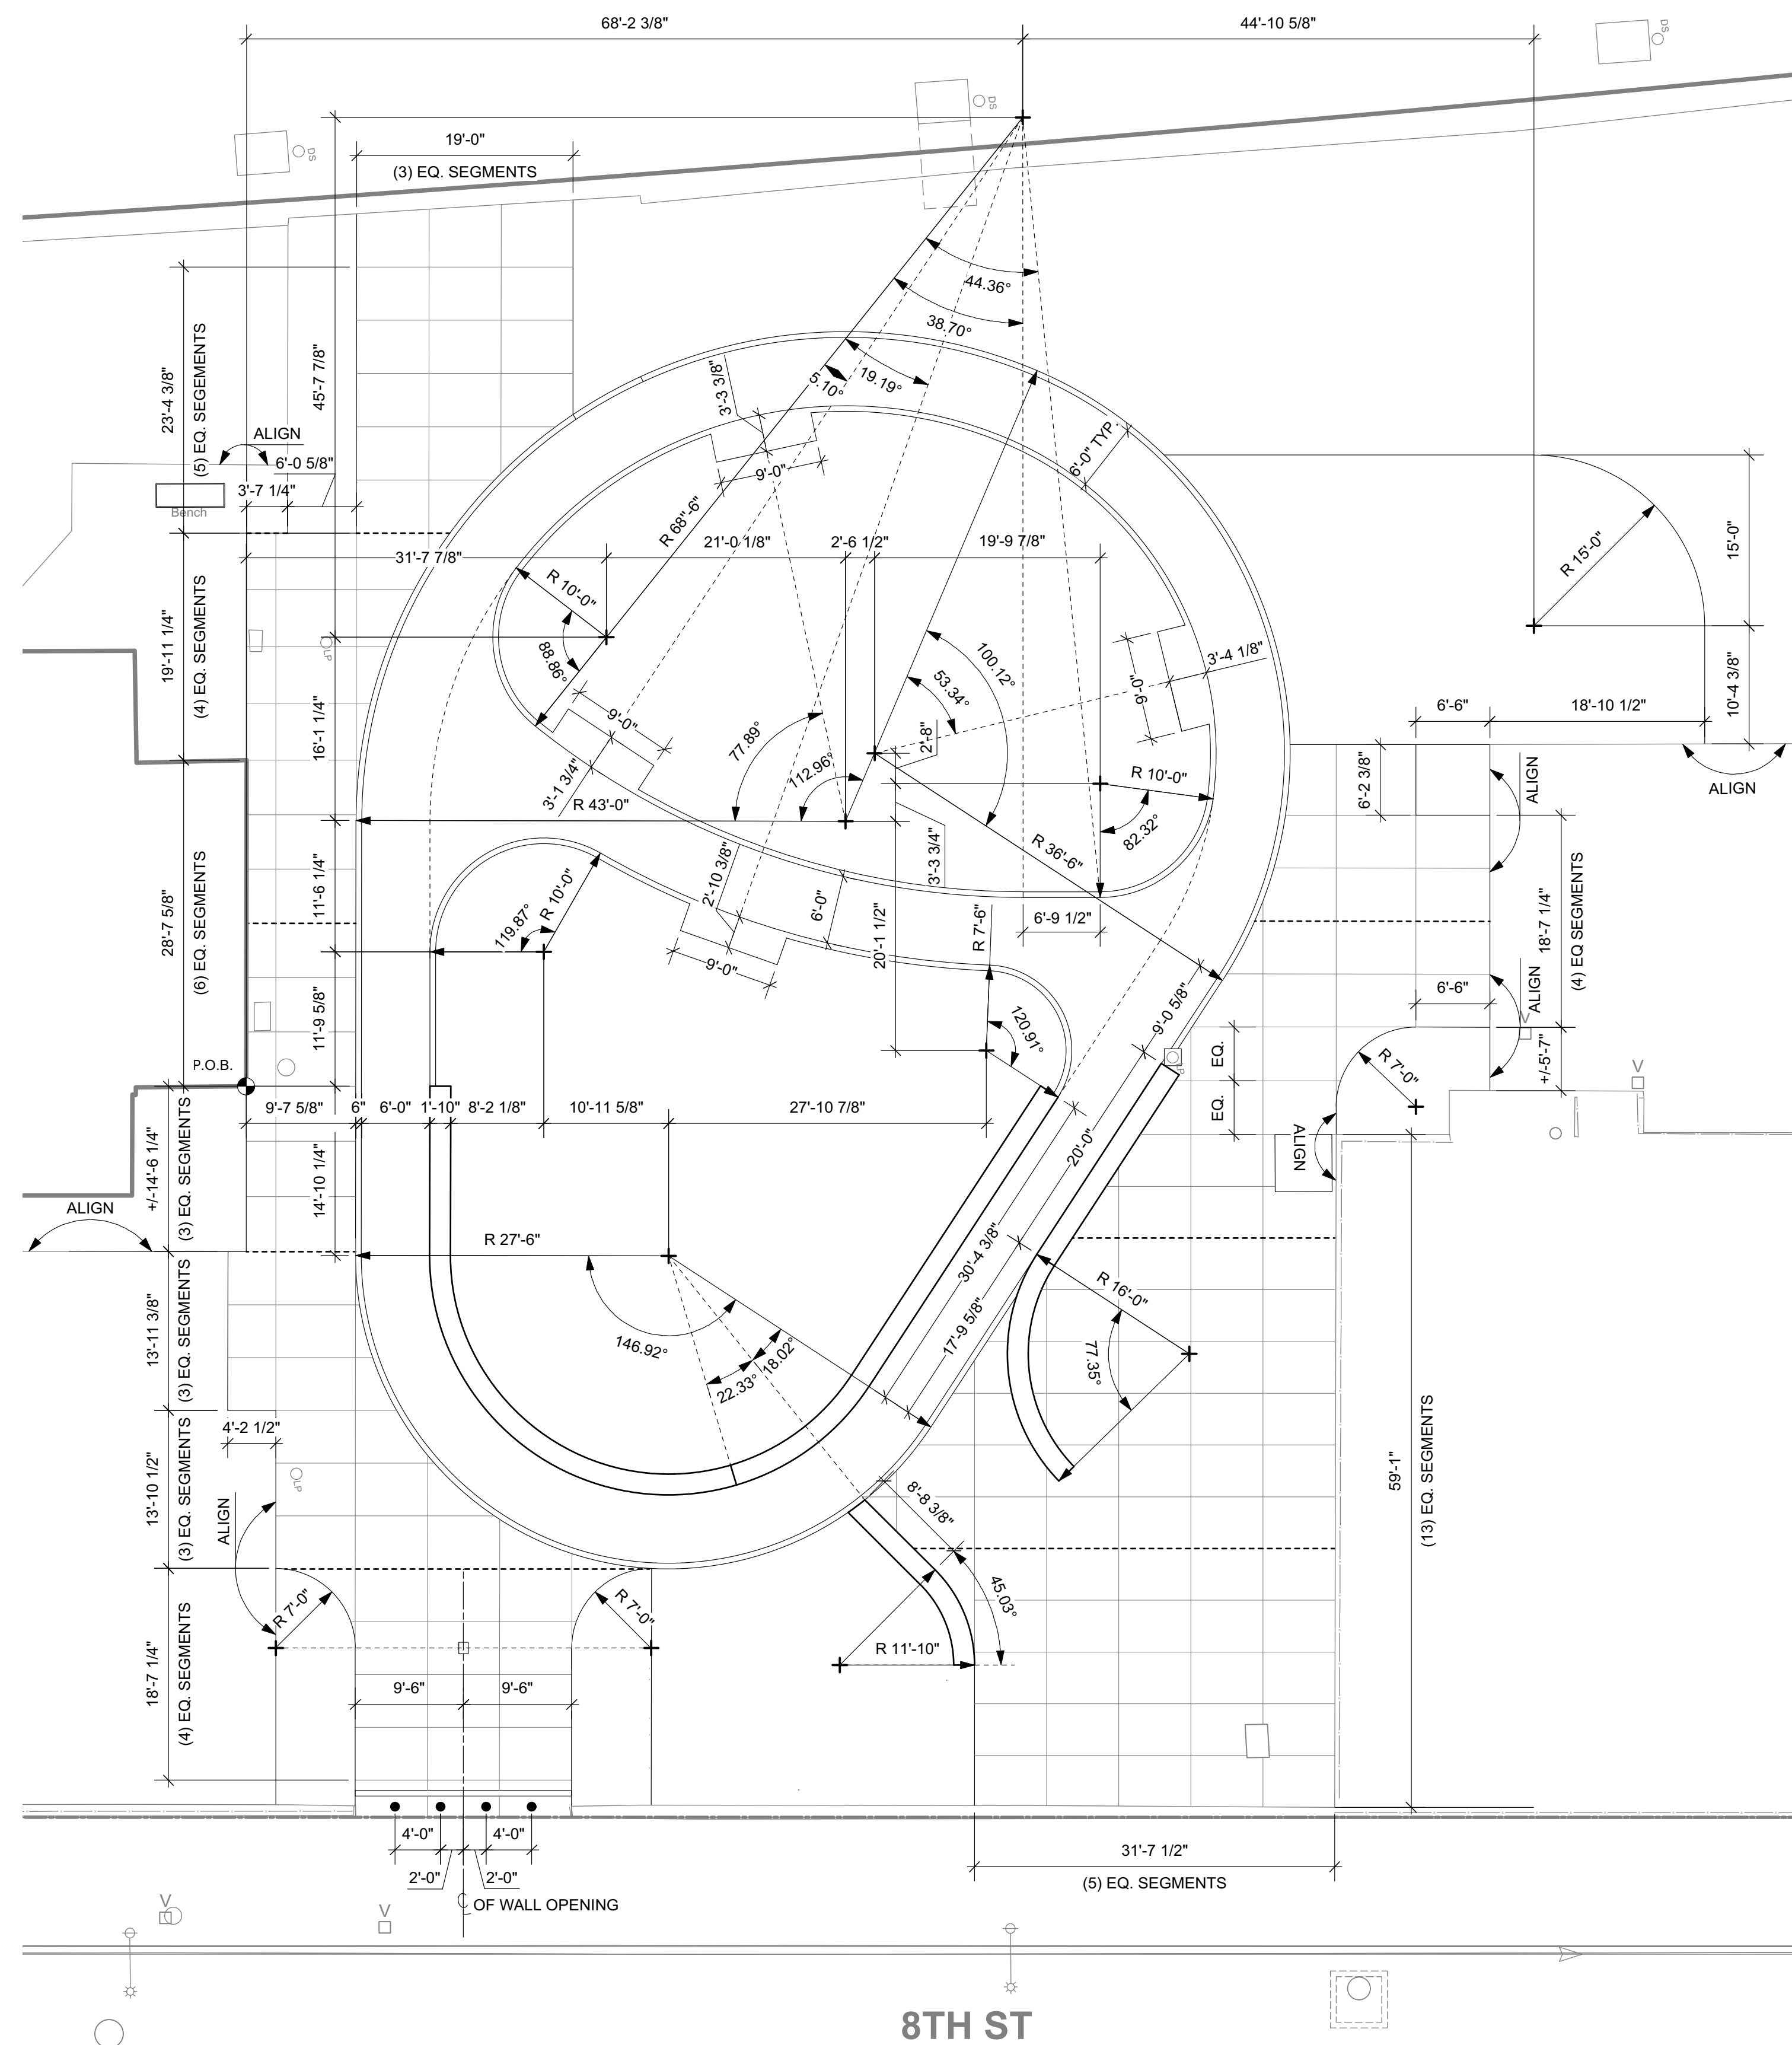 68'-2 3/8"
44'-10 5/8"
DS
DS
DS
19'-0"
(3) EQ. SEGMENTS
44.36°
38.70°
19.19°
5.10°
3'-3 3/8"
23'-4 3/8"
(5) EQ. SEGEMENTS
45'-7 7/8"
ALIGN
6'-0 5/8"
3'-7 1/4"
Bench
6'-0" TYP.
9'-0"
R 68"-6"
31'-7 7/8"
21'-0 1/8"
2'-6 1/2"
19'-9 7/8"
R 15'-0"
15'-0"
R 10'-0"
88.86°
19'-11 1/4"
(4) EQ. SEGMENTS
LP
16'-1 1/4"
9'-0"
3'-1 3/4"
77.89°
112.96°
100.12°
53.34°
2'-8"
9'-0"
3'-4 1/8"
6'-6"
18'-10 1/2"
10'-4 3/8"
R 43'-0"
R 10'-0"
82.32°
R 36'-6"
3'-3 3/4"
6'-2 3/8"
ALIGN
ALIGN
28'-7 5/8"
(6) EQ. SEGMENTS
11'-6 1/4"
119.87°
R 10'-0"
2'-10 3/8"
6'-0"
9'-0"
20'-1 1/2"
R 7'-6"
6'-9 1/2"
18'-7 1/4"
(4) EQ SEGMENTS
11'-9 5/8"
120.91°
9'-0 5/8"
LP
6'-6"
ALIGN
V
EQ.
EQ.
R 7'-0"
+/-5'-7"
V
P.O.B.
9'-7 5/8"
6"
6'-0"
1'-10"
8'-2 1/8"
10'-11 5/8"
27'-10 7/8"
ALIGN
+/-14'-6 1/4"
(3) EQ. SEGMENTS
14'-10 1/4"
20'-0"
30'-4 3/8"
17'-9 5/8"
ALIGN
R 27'-6"
146.92°
22.33°
18.02°
R 16'-0"
77.35°
13'-11 3/8"
(3) EQ. SEGMENTS
4'-2 1/2"
13'-10 1/2"
(3) EQ. SEGMENTS
LP
ALIGN
59'-1"
(13) EQ. SEGMENTS
8'-8 3/8"
45.03°
R 7'-0"
R 7'-0"
R 11'-10"
18'-7 1/4"
(4) EQ. SEGMENTS
9'-6"
9'-6"
4'-0"
4'-0"
2'-0"
2'-0"
31'-7 1/2"
(5) EQ. SEGMENTS
℄ OF WALL OPENING
V
V
8TH ST